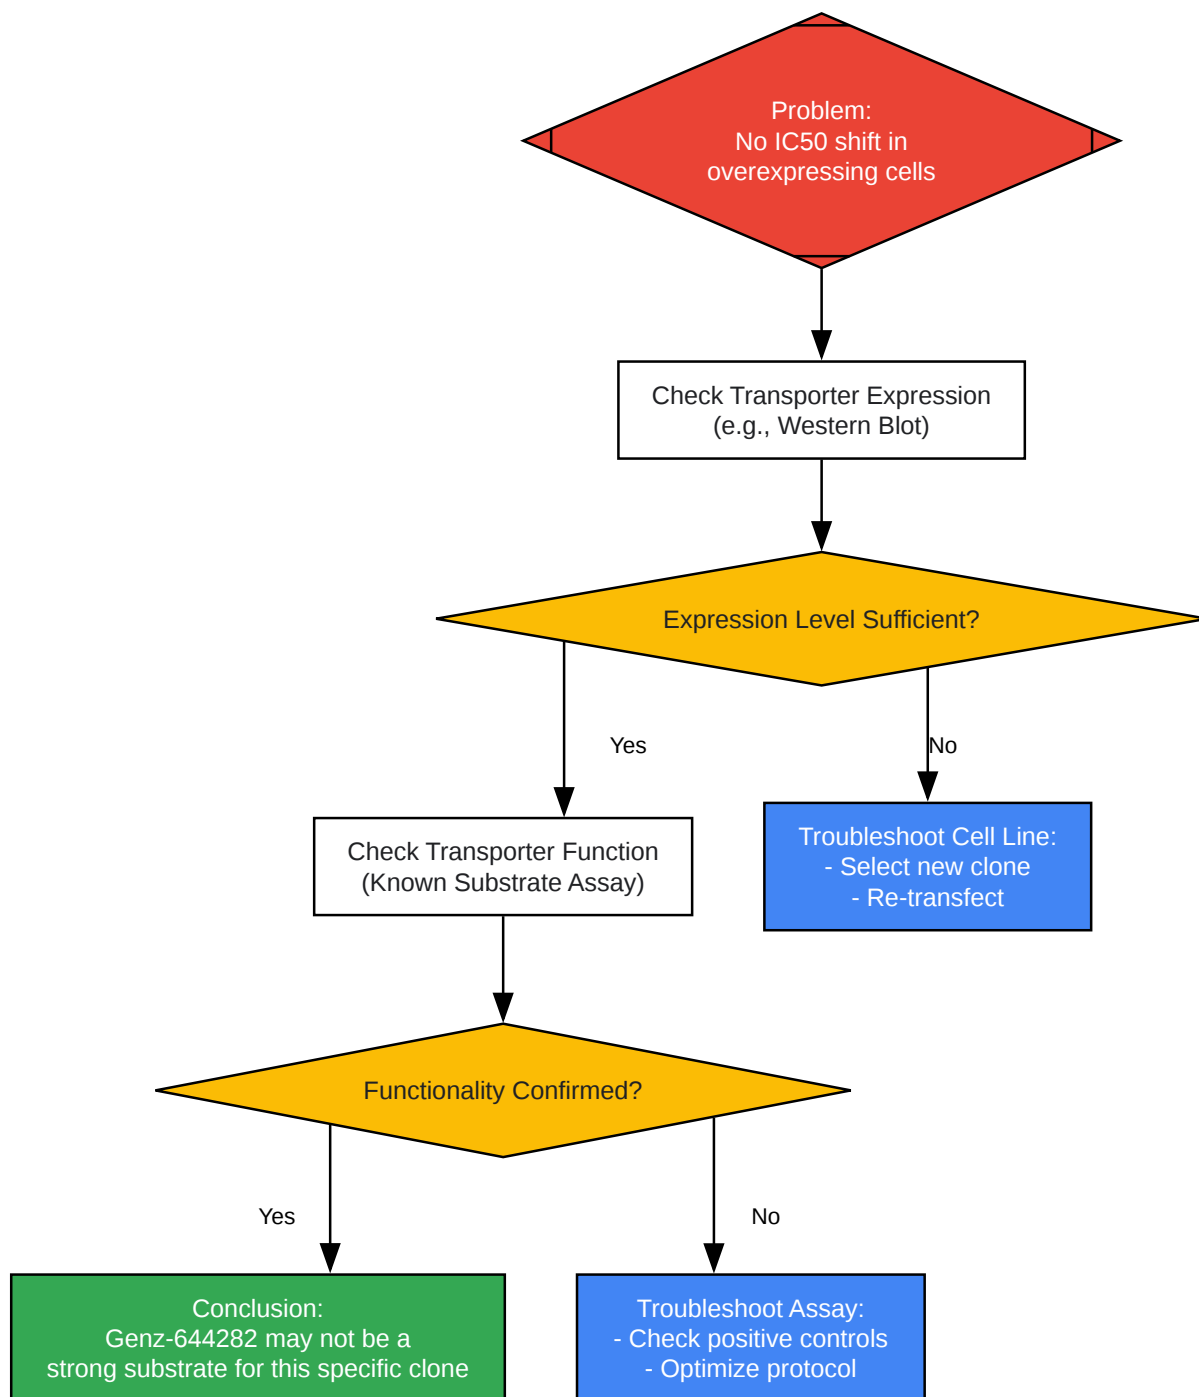 Problem:
No IC50 shift in
overexpressing cells
Check Transporter Expression
(e.g., Western Blot)
Expression Level Sufficient?
Yes
No
Check Transporter Function
(Known Substrate Assay)
Troubleshoot Cell Line:
- Select new clone
- Re-transfect
Functionality Confirmed?
Yes
No
Conclusion:
Genz-644282 may not be a
strong substrate for this specific clone
Troubleshoot Assay:
- Check positive controls
- Optimize protocol